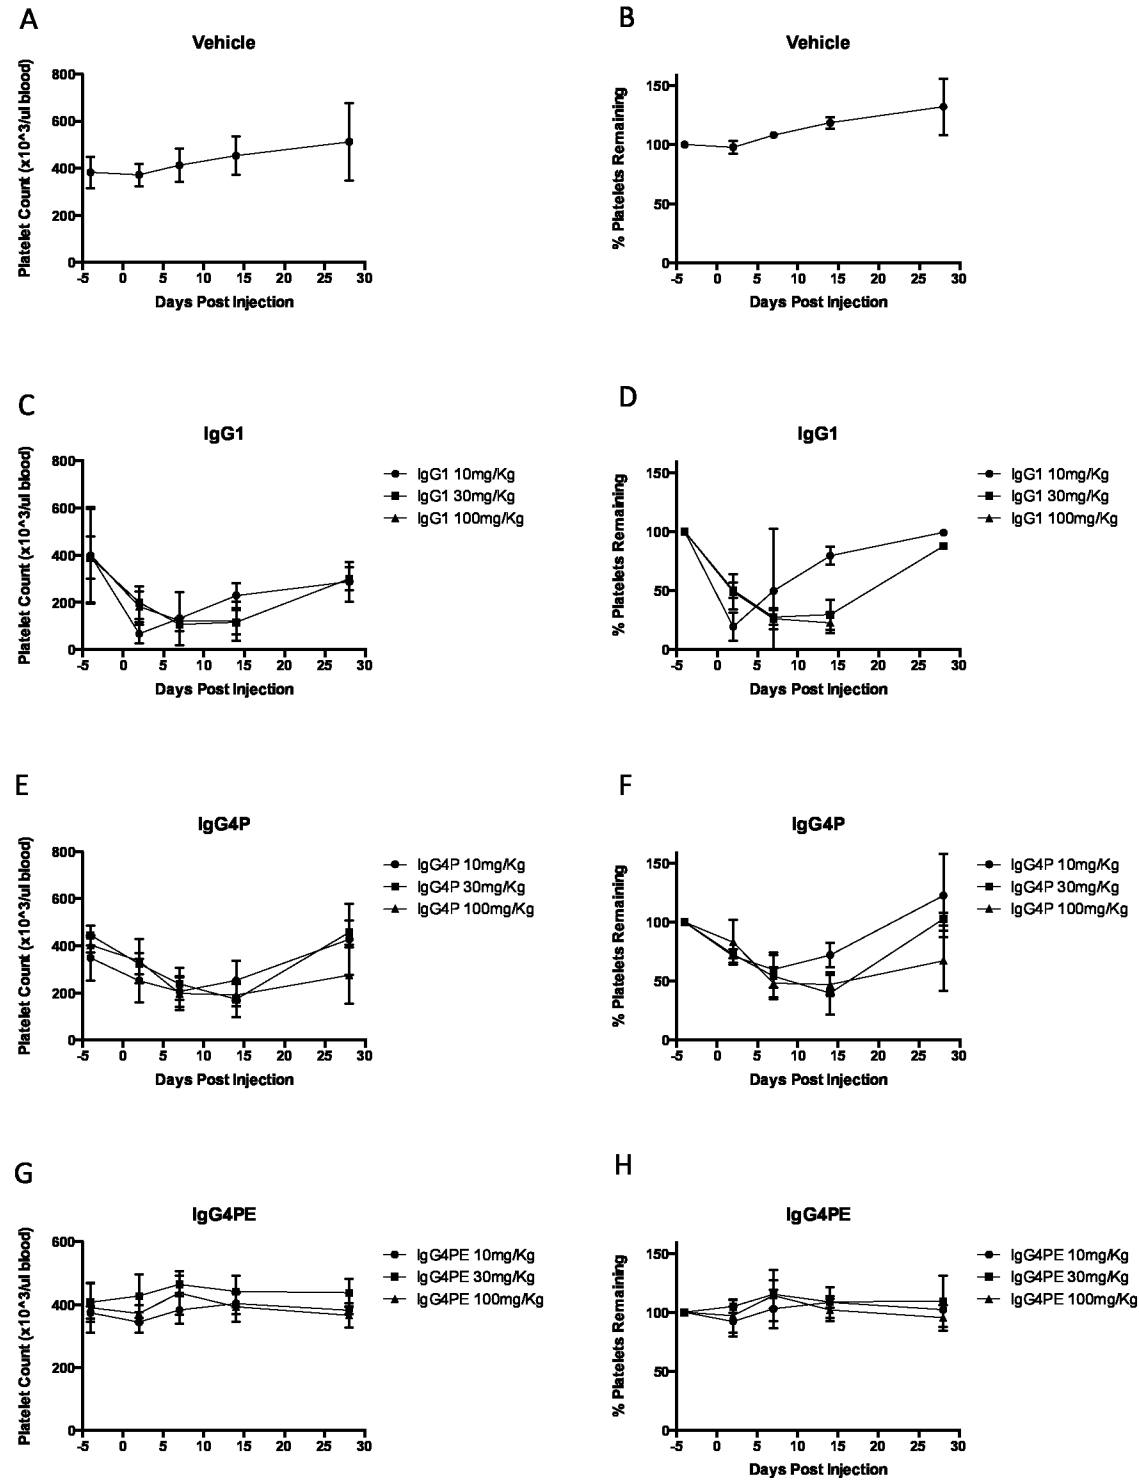 A
Vehicle
Platelet Count (x10^3/ul blood)
800
600
400
200
0
-5 0 5 10 15 20 25 30
Days Post Injection
B
Vehicle
% Platelets Remaining
150
100
50
0
-5 0 5 10 15 20 25 30
Days Post Injection
C
IgG1
Platelet Count (x10^3/ul blood)
800
600
400
200
0
-5 0 5 10 15 20 25 30
Days Post Injection
IgG1 10mg/Kg
IgG1 30mg/Kg
IgG1 100mg/Kg
D
IgG1
% Platelets Remaining
150
100
50
0
-5 0 5 10 15 20 25 30
Days Post Injection
IgG1 10mg/Kg
IgG1 30mg/Kg
IgG1 100mg/Kg
E
IgG4P
Platelet Count (x10^3/ul blood)
800
600
400
200
0
-5 0 5 10 15 20 25 30
Days Post Injection
IgG4P 10mg/Kg
IgG4P 30mg/Kg
IgG4P 100mg/Kg
F
IgG4P
% Platelets Remaining
150
100
50
0
-5 0 5 10 15 20 25 30
Days Post Injection
IgG4P 10mg/Kg
IgG4P 30mg/Kg
IgG4P 100mg/Kg
G
IgG4PE
Platelet Count (x10^3/ul blood)
600
400
200
0
-5 0 5 10 15 20 25 30
Days Post Injection
IgG4PE 10mg/Kg
IgG4PE 30mg/Kg
IgG4PE 100mg/Kg
H
IgG4PE
% Platelets Remaining
150
100
50
0
-5 0 5 10 15 20 25 30
Days Post Injection
IgG4PE 10mg/Kg
IgG4PE 30mg/Kg
IgG4PE 100mg/Kg